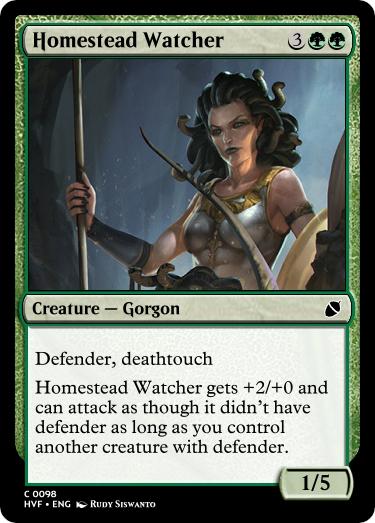 Homestead Watcher 3
Creature — Gorgon
Defender, deathtouch
Homestead Watcher gets +2/+0 and
can attack as though it didn't have
defender as long as you control
another creature with defender.
1/5
C 0098
HVF • ENG Rudy Siswanto